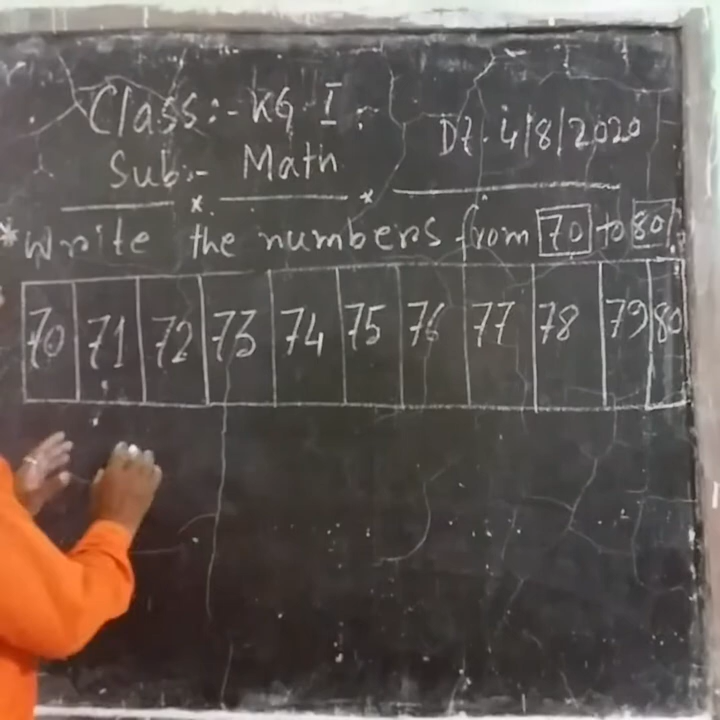 Class:- KG I :-
Dt. 4/8/2020
Sub:- Math
* Write the numbers from 70 to 80.
70 71 72 73 74 75 76 77 78 79 80